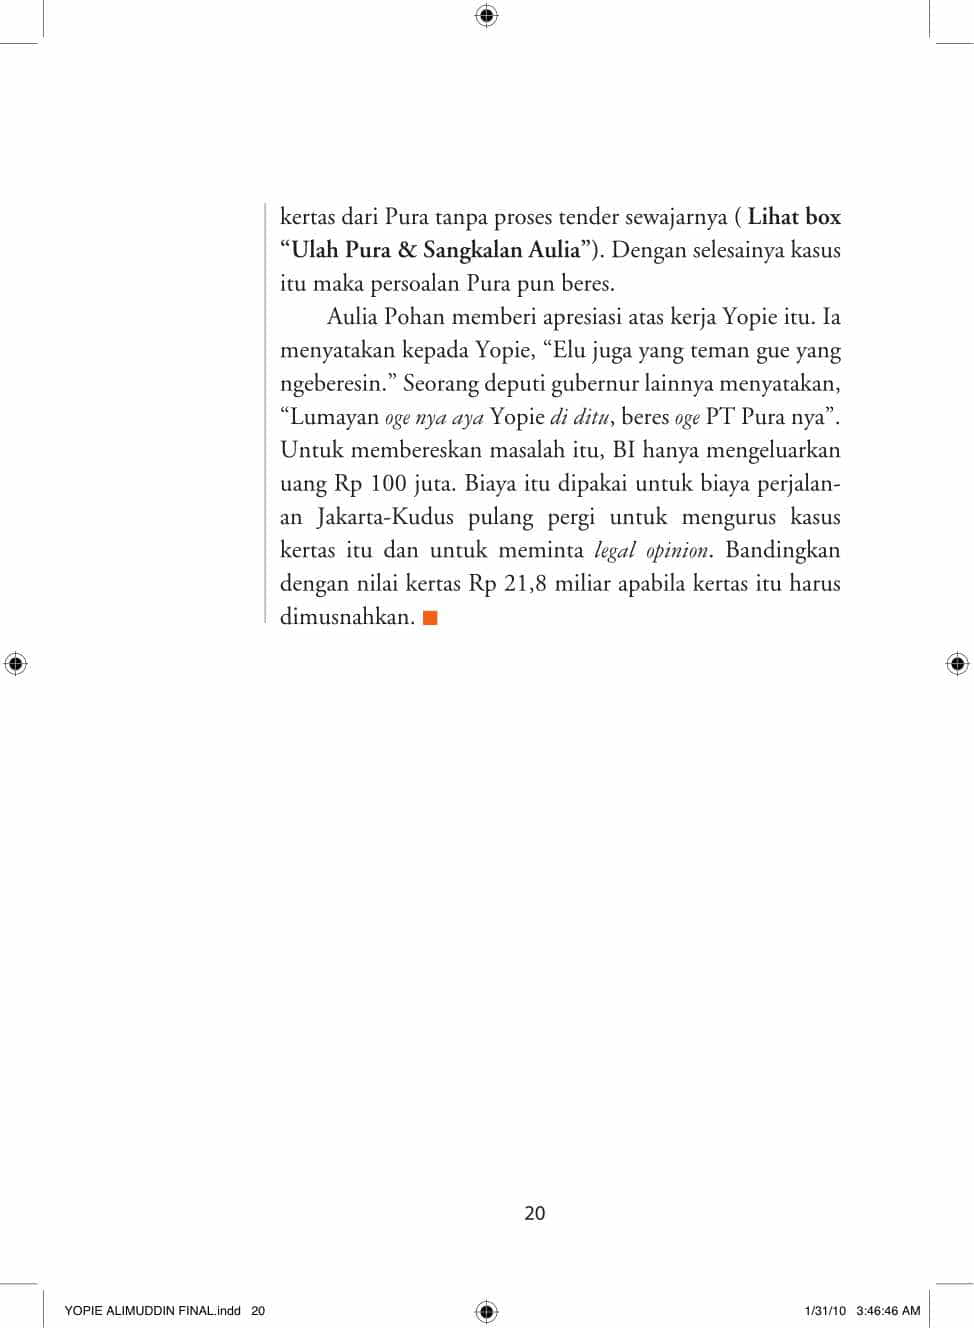 kertas dari Pura tanpa proses tender sewajarnya ( Lihat box
“Ulah Pura & Sangkalan Aulia”). Dengan selesainya kasus
itu maka persoalan Pura pun beres.
Aulia Pohan memberi apresiasi atas kerja Yopie itu. Ia
menyatakan kepada Yopie, “Elu juga yang teman gue yang
ngeberesin.” Seorang deputi gubernur lainnya menyatakan,
“Lumayan oge nya aya Yopie di ditu, beres oge PT Pura nya”.
Untuk membereskan masalah itu, BI hanya mengeluarkan
uang Rp 100 juta. Biaya itu dipakai untuk biaya perjalan-
an Jakarta-Kudus pulang pergi untuk mengurus kasus
kertas itu dan untuk meminta legal opinion. Bandingkan
dengan nilai kertas Rp 21,8 miliar apabila kertas itu harus
dimusnahkan.
20
YOPIE ALIMUDDIN FINAL.indd 20
1/31/10 3:46:46 AM